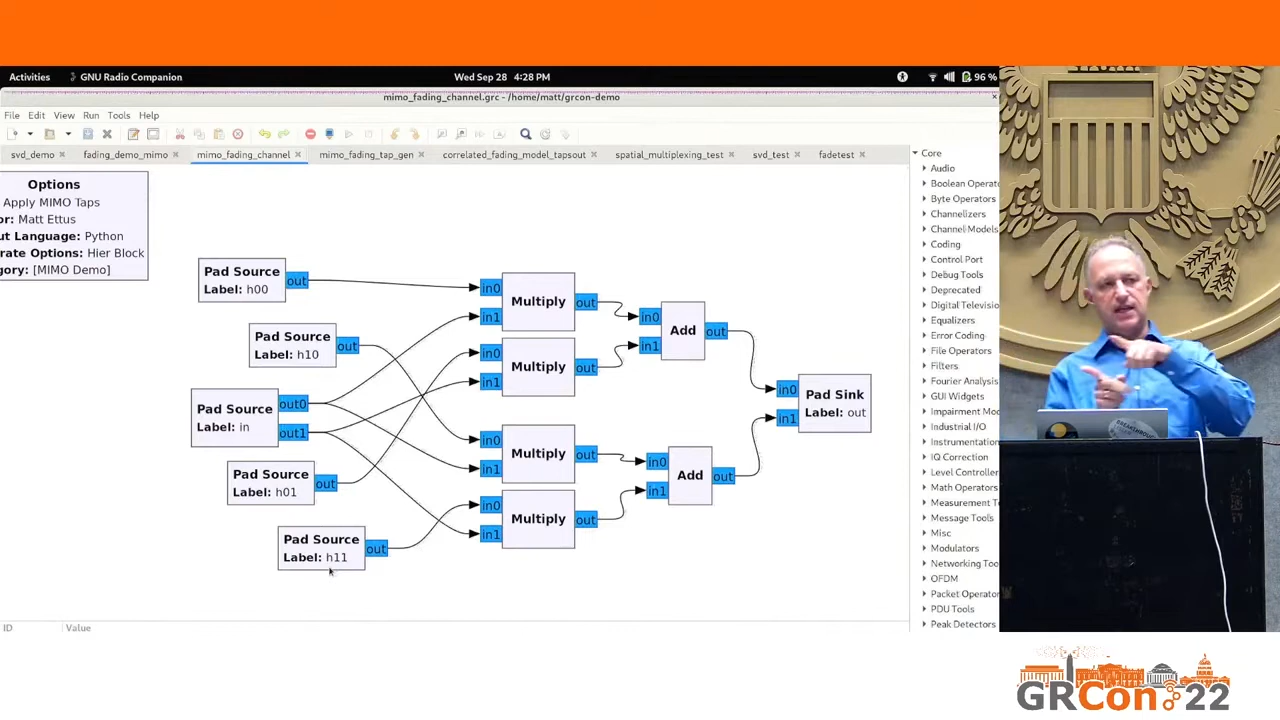 Activities
GNU Radio Companion
Wed Sep 28 4:28 PM
96 %
mimo_fading_channel.grc - /home/matt/grcon-demo
File Edit View Run Tools Help
svd_demo
fading_demo_mimo
mimo_fading_channel
mimo_fading_tap_gen
correlated_fading_model_tapsout
spatial_multiplexing_test
svd_test
fadetest
Options
Apply MIMO Taps
or: Matt Ettus
ut Language: Python
rate Options: Hier Block
gory: [MIMO Demo]
Pad Source
Label: h00
out
Pad Source
Label: h10
out
Pad Source
Label: in
out0
out1
Pad Source
Label: h01
out
Pad Source
Label: h11
out
in0
in1
Multiply
out
in0
in1
Multiply
out
in0
in1
Multiply
out
in0
in1
Multiply
out
in0
in1
Add
out
in0
in1
Add
out
in0
in1
Pad Sink
Label: out
Core
Audio
Boolean Operato
Byte Operators
Channelizers
Channel Models
Coding
Control Port
Debug Tools
Deprecated
Digital Televisio
Equalizers
Error Coding
File Operators
Filters
Fourier Analysis
GUI Widgets
Impairment Mod
Industrial IO
Instrumentation
IQ Correction
Level Controller
Math Operators
Measurement To
Message Tools
Misc
Modulators
Networking Tool
OFDM
Packet Operator
PDU Tools
Peak Detectors
ID Value
BREAKTHROUGH
GRCon 22